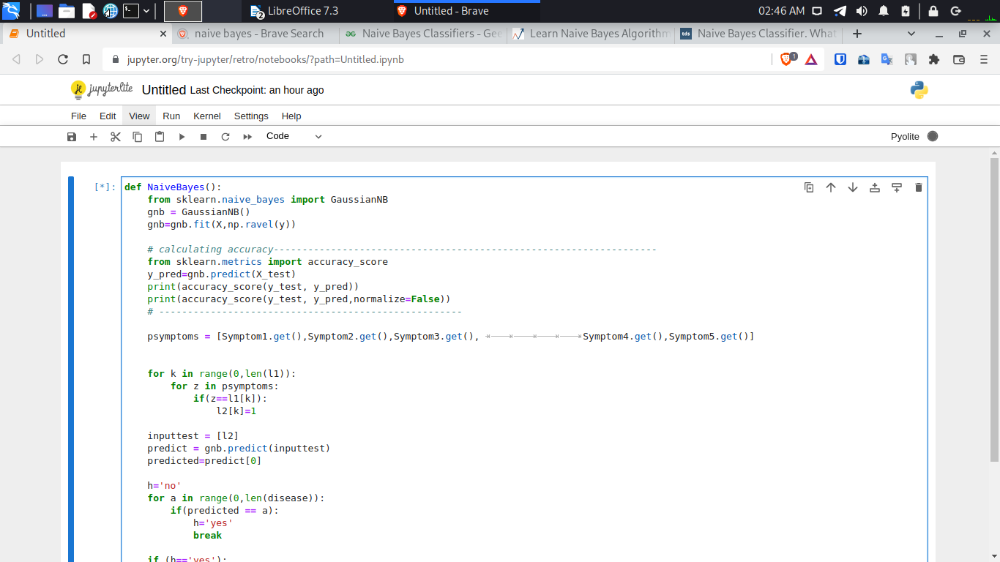 LibreOffice 7.3
Untitled - Brave
02:46 AM
2
Untitled
naive bayes - Brave Search
Naive Bayes Classifiers - Gee
Learn Naive Bayes Algorithm
tds
Naive Bayes Classifier. What
jupyter.org/try-jupyter/retro/notebooks/?path=Untitled.ipynb
1
jupyterlite
Untitled Last Checkpoint: an hour ago
File Edit View Run Kernel Settings Help
Code
Pyolite
[*]:
def NaiveBayes():
    from sklearn.naive_bayes import GaussianNB
    gnb = GaussianNB()
    gnb=gnb.fit(X,np.ravel(y))
    # calculating accuracy-------------------------------------------------------------------
    from sklearn.metrics import accuracy_score
    y_pred=gnb.predict(X_test)
    print(accuracy_score(y_test, y_pred))
    print(accuracy_score(y_test, y_pred,normalize=False))
    # -----------------------------------------------------
    psymptoms = [Symptom1.get(),Symptom2.get(),Symptom3.get(), Symptom4.get(),Symptom5.get()]
    for k in range(0,len(l1)):
        for z in psymptoms:
            if(z==l1[k]):
                l2[k]=1
    inputtest = [l2]
    predict = gnb.predict(inputtest)
    predicted=predict[0]
    h='no'
    for a in range(0,len(disease)):
        if(predicted == a):
            h='yes'
            break
    if (h=='yes'):